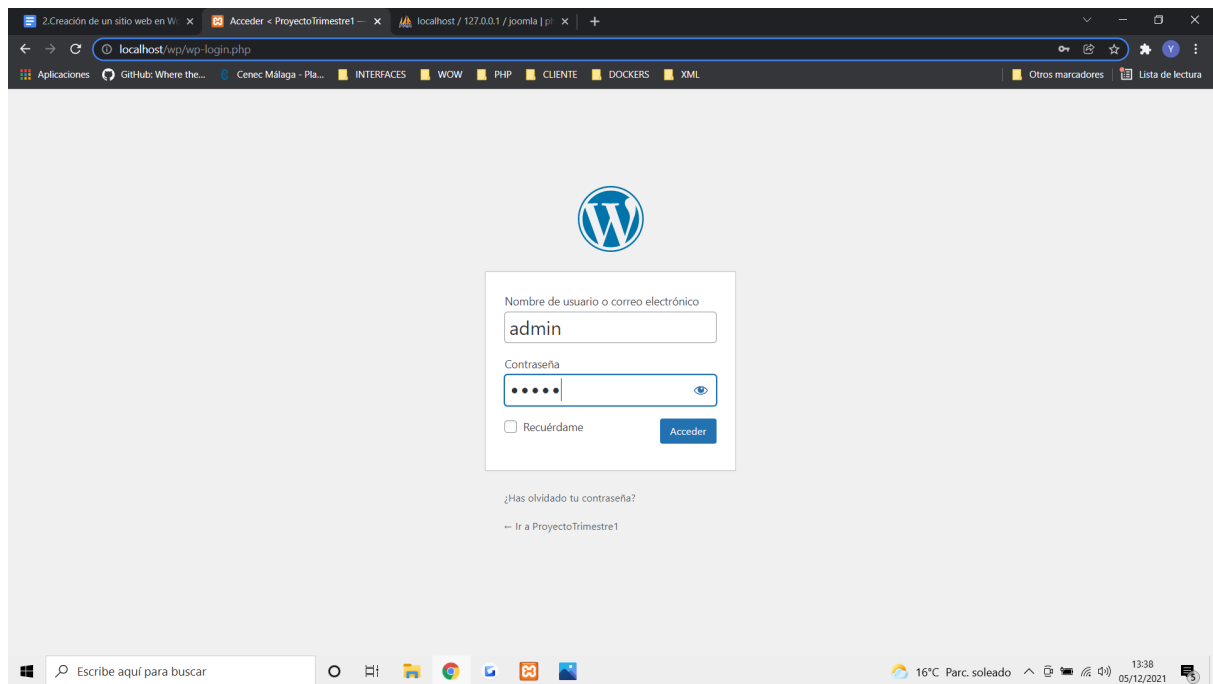 2.Creación de un sitio web en Wo
Acceder < ProyectoTrimestre1 —
localhost / 127.0.0.1 / joomla | ph
localhost/wp/wp-login.php
Y
Aplicaciones
GitHub: Where the...
Cenec Málaga - Pla...
INTERFACES
WOW
PHP
CLIENTE
DOCKERS
XML
Otros marcadores
Lista de lectura
Nombre de usuario o correo electrónico
admin
Contraseña
Recuérdame
Acceder
¿Has olvidado tu contraseña?
← Ir a ProyectoTrimestre1
Escribe aquí para buscar
16°C Parc. soleado
13:38
05/12/2021
5